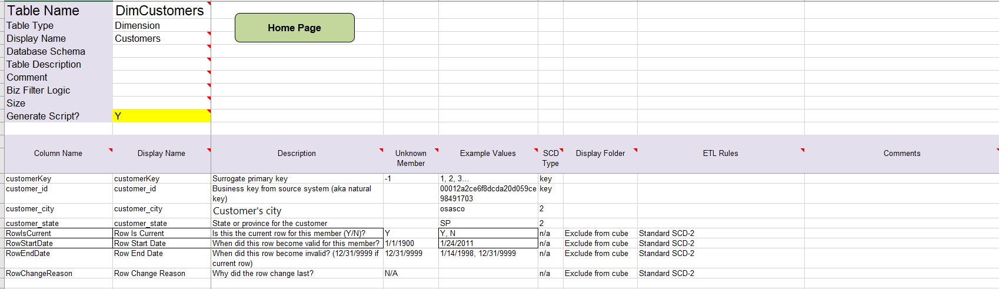 Table Name DimCustomers
Table Type Dimension
Home Page
Display Name Customers
Database Schema
Table Description
Comment
Biz Filter Logic
Size
Generate Script? Y
Column Name Display Name Description Unknown Member Example Values SCD Type Display Folder ETL Rules Comments
customerKey customerKey Surrogate primary key -1 1, 2, 3... key
customer_id customer_id Business key from source system (aka natural 00012a2ce6f8dcda20d059ce key
key) 98491703
customer_city customer_city Customer's city osasco 2
customer_state customer_state State or province for the customer SP 2
RowIsCurrent Row Is Current Is this the current row for this member (Y/N)? Y Y, N n/a Exclude from cube Standard SCD-2
RowStartDate Row Start Date When did this row become valid for this member? 1/1/1900 1/24/2011 n/a Exclude from cube Standard SCD-2
RowEndDate Row End Date When did this row become invalid? (12/31/9999 if 12/31/9999 1/14/1998, 12/31/9999 n/a Exclude from cube Standard SCD-2
current row)
RowChangeReason Row Change Reason Why did the row change last? N/A n/a Exclude from cube Standard SCD-2